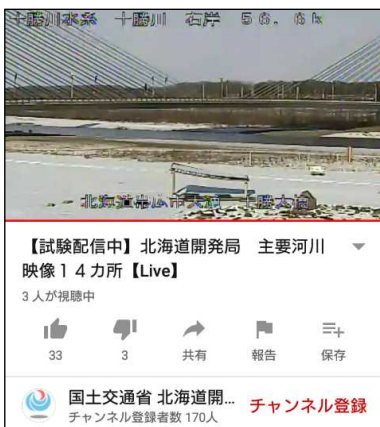 十勝川水系 十勝川 右岸 56.6k
北海道帯広市大通 十勝大橋
【試験配信中】北海道開発局 主要河川
映像14カ所【Live】
3 人が視聴中
33
3
共有
報告
保存
国土交通省 北海道開...
チャンネル登録
チャンネル登録者数 170人